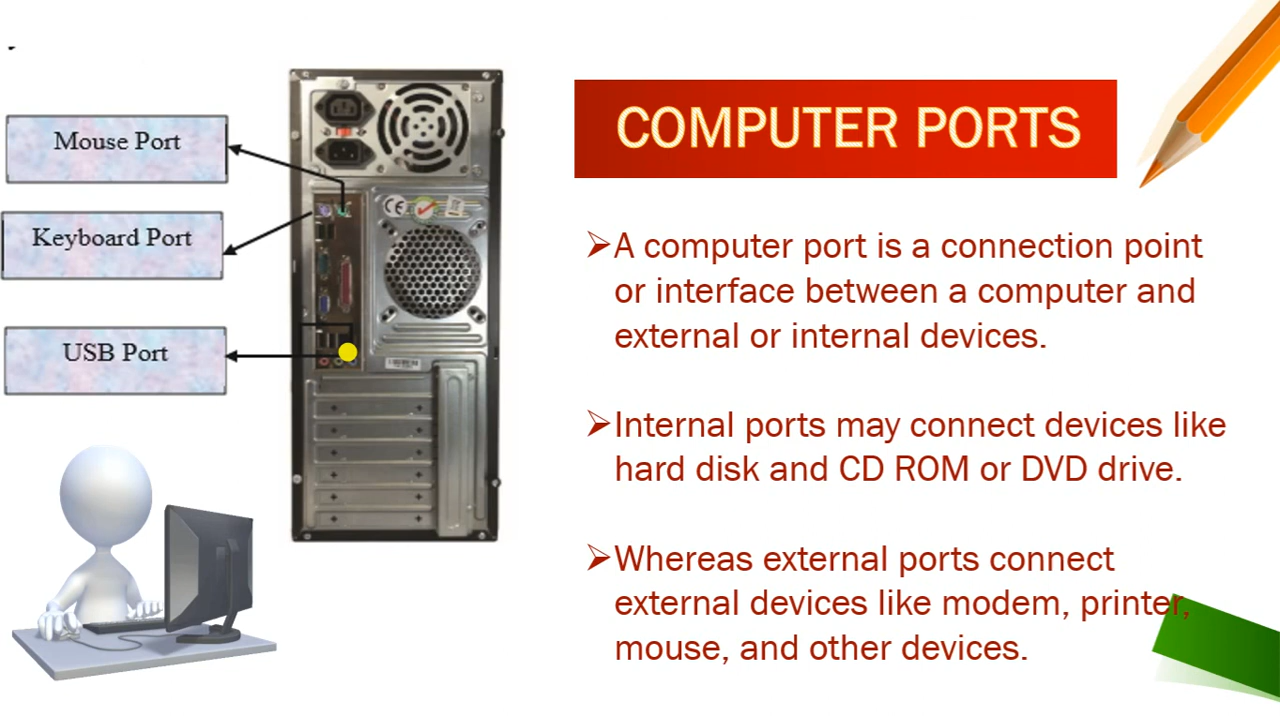 COMPUTER PORTS
Mouse Port
Keyboard Port
USB Port
CE
➢A computer port is a connection point
or interface between a computer and
external or internal devices.
➢Internal ports may connect devices like
hard disk and CD ROM or DVD drive.
➢Whereas external ports connect
external devices like modem, printer,
mouse, and other devices.